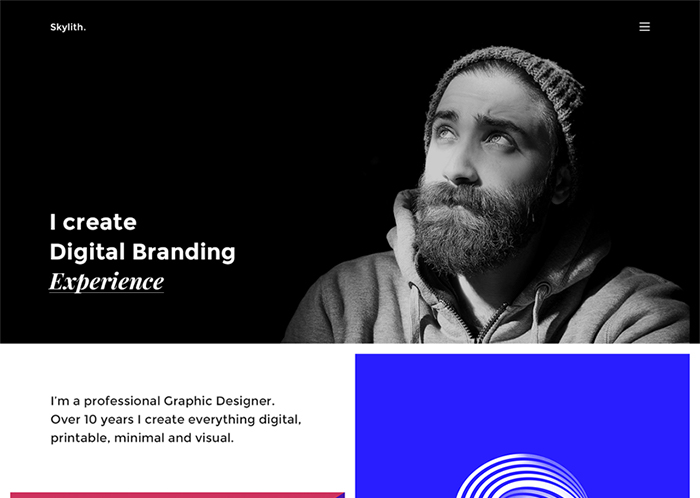 Skylith.
I create
Digital Branding
Experience
I'm a professional Graphic Designer.
Over 10 years I create everything digital,
printable, minimal and visual.